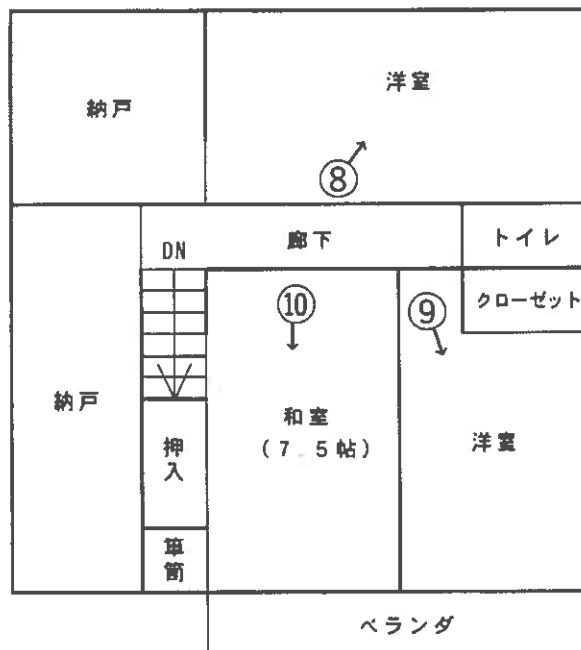 洋室
納戸
⑧
廊下
トイレ
DN
クローゼット
⑩
⑨
納戸
和室
(7.5帖)
洋室
押入
箪笥
ベランダ